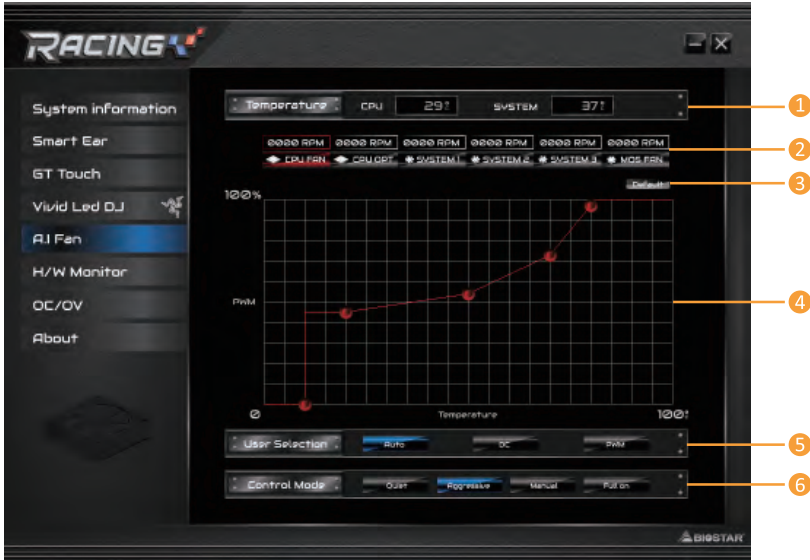 RACING
System information
Smart Ear
GT Touch
Vivid Led DJ
A.I Fan
H/W Monitor
OC/OV
About
Temperature CPU 29° SYSTEM 37° 1
0000 RPM 0000 RPM 0000 RPM 0000 RPM 0000 RPM 0000 RPM 2
CPU FAN CPU OPT SYSTEM 1 SYSTEM 2 SYSTEM 3 MOS FAN
Default 3
100%
PWM 4
0 Temperature 100°
User Selection Auto DC PWM 5
Control Mode Quiet Aggressive Manual Full on 6
BIOSTAR